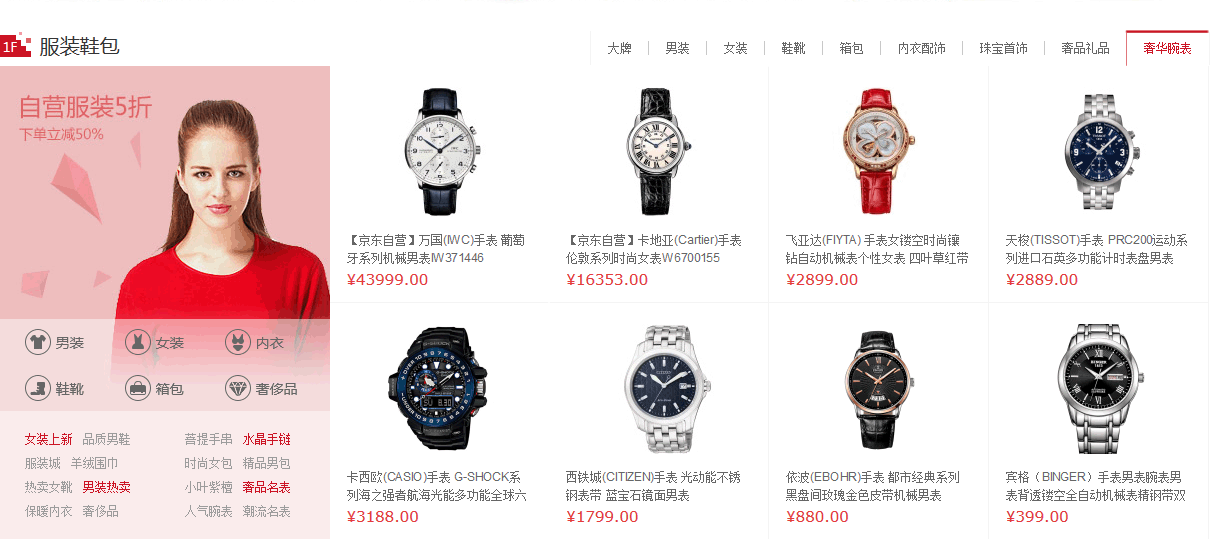 1F 服装鞋包
大牌 男装 女装 鞋靴 箱包 内衣配饰 珠宝首饰 奢品礼品 奢华腕表
自营服装5折
下单立减50%
男装 女装 内衣
鞋靴 箱包 奢侈品
女装上新 品质男鞋 菩提手串 水晶手链
服装城 羊绒围巾 时尚女包 精品男包
热卖女靴 男装热卖 小叶紫檀 奢品名表
保暖内衣 奢侈品 人气腕表 潮流名表
【京东自营】万国(IWC)手表 葡萄
牙系列机械男表IW371446
¥43999.00
【京东自营】卡地亚(Cartier)手表
伦敦系列时尚女表W6700155
¥16353.00
飞亚达(FIYTA) 手表女镂空时尚镶
钻自动机械表个性女表 四叶草红带
¥2899.00
天梭(TISSOT)手表 PRC200运动系
列进口石英多功能计时表盘男表
¥2889.00
卡西欧(CASIO)手表 G-SHOCK系
列海之强者航海光能多功能全球六
¥3188.00
西铁城(CITIZEN)手表 光动能不锈
钢表带 蓝宝石镜面男表
¥1799.00
依波(EBOHR)手表 都市经典系列
黑盘间玫瑰金色皮带机械男表
¥880.00
宾格（BINGER）手表男表腕表男
表背透镂空全自动机械表精钢带双
¥399.00